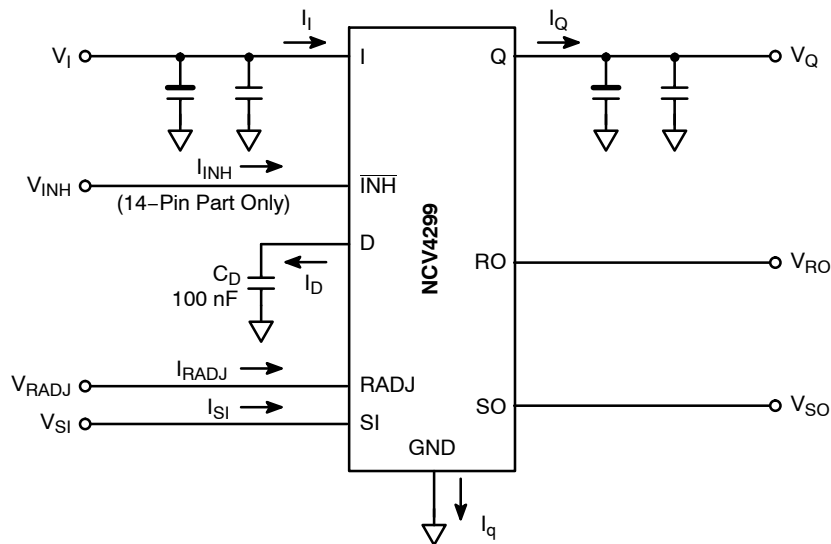 I_I
I_Q
V_I
I
Q
V_Q
I_INH
V_INH
INH
(14−Pin Part Only)
D
C_D
100 nF
I_D
NCV4299
RO
V_RO
I_RADJ
V_RADJ
RADJ
I_SI
V_SI
SI
SO
V_SO
GND
I_q